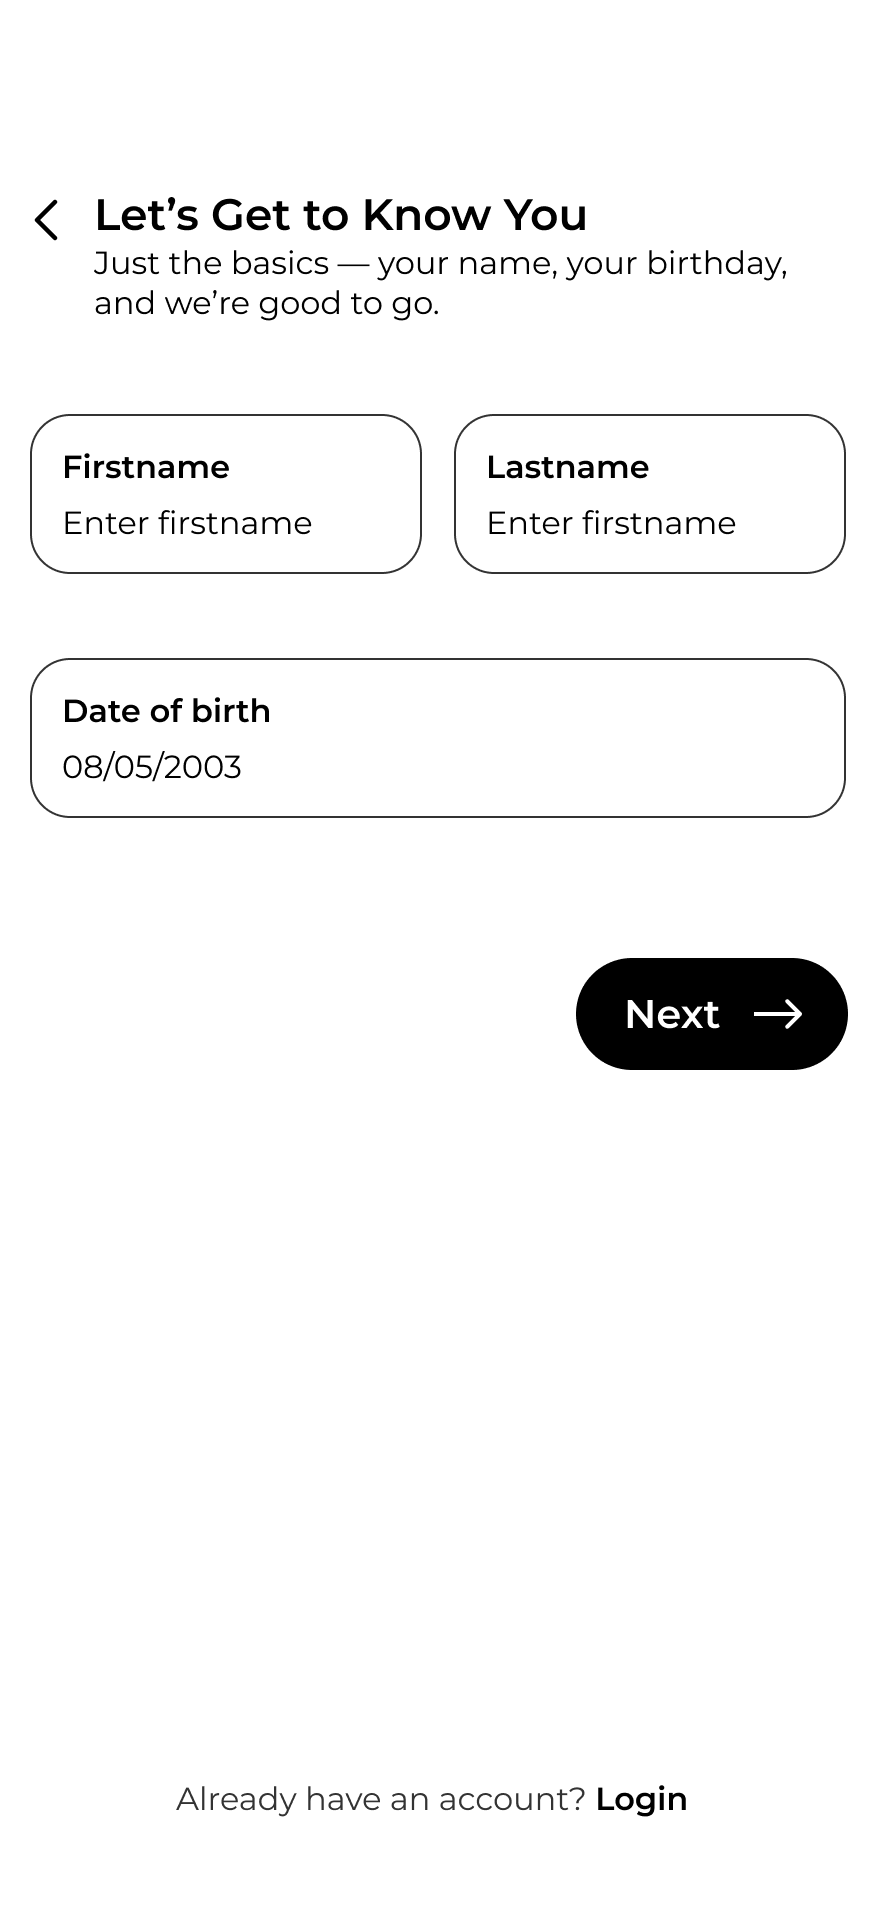 Let’s Get to Know You
Just the basics — your name, your birthday,
and we’re good to go.
Firstname
Enter firstname
Lastname
Enter firstname
Date of birth
08/05/2003
Next
Already have an account? Login